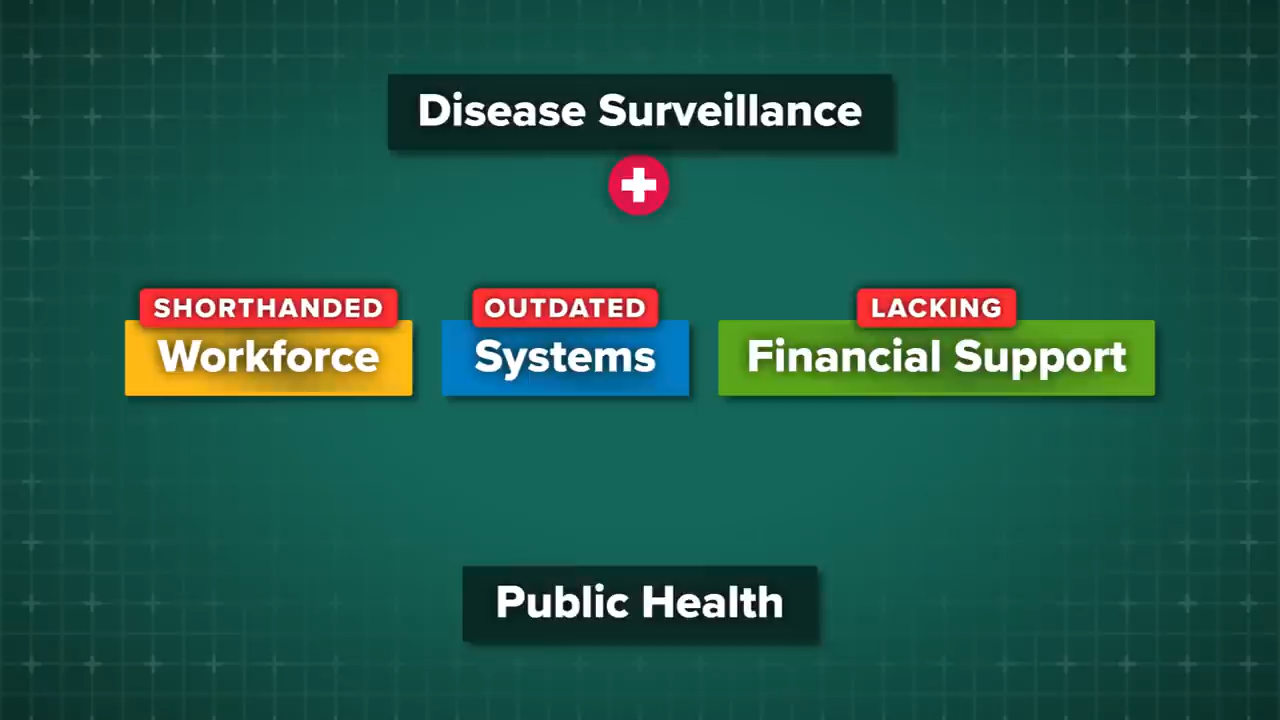 Disease Surveillance
SHORTHANDED
Workforce
OUTDATED
Systems
LACKING
Financial Support
Public Health